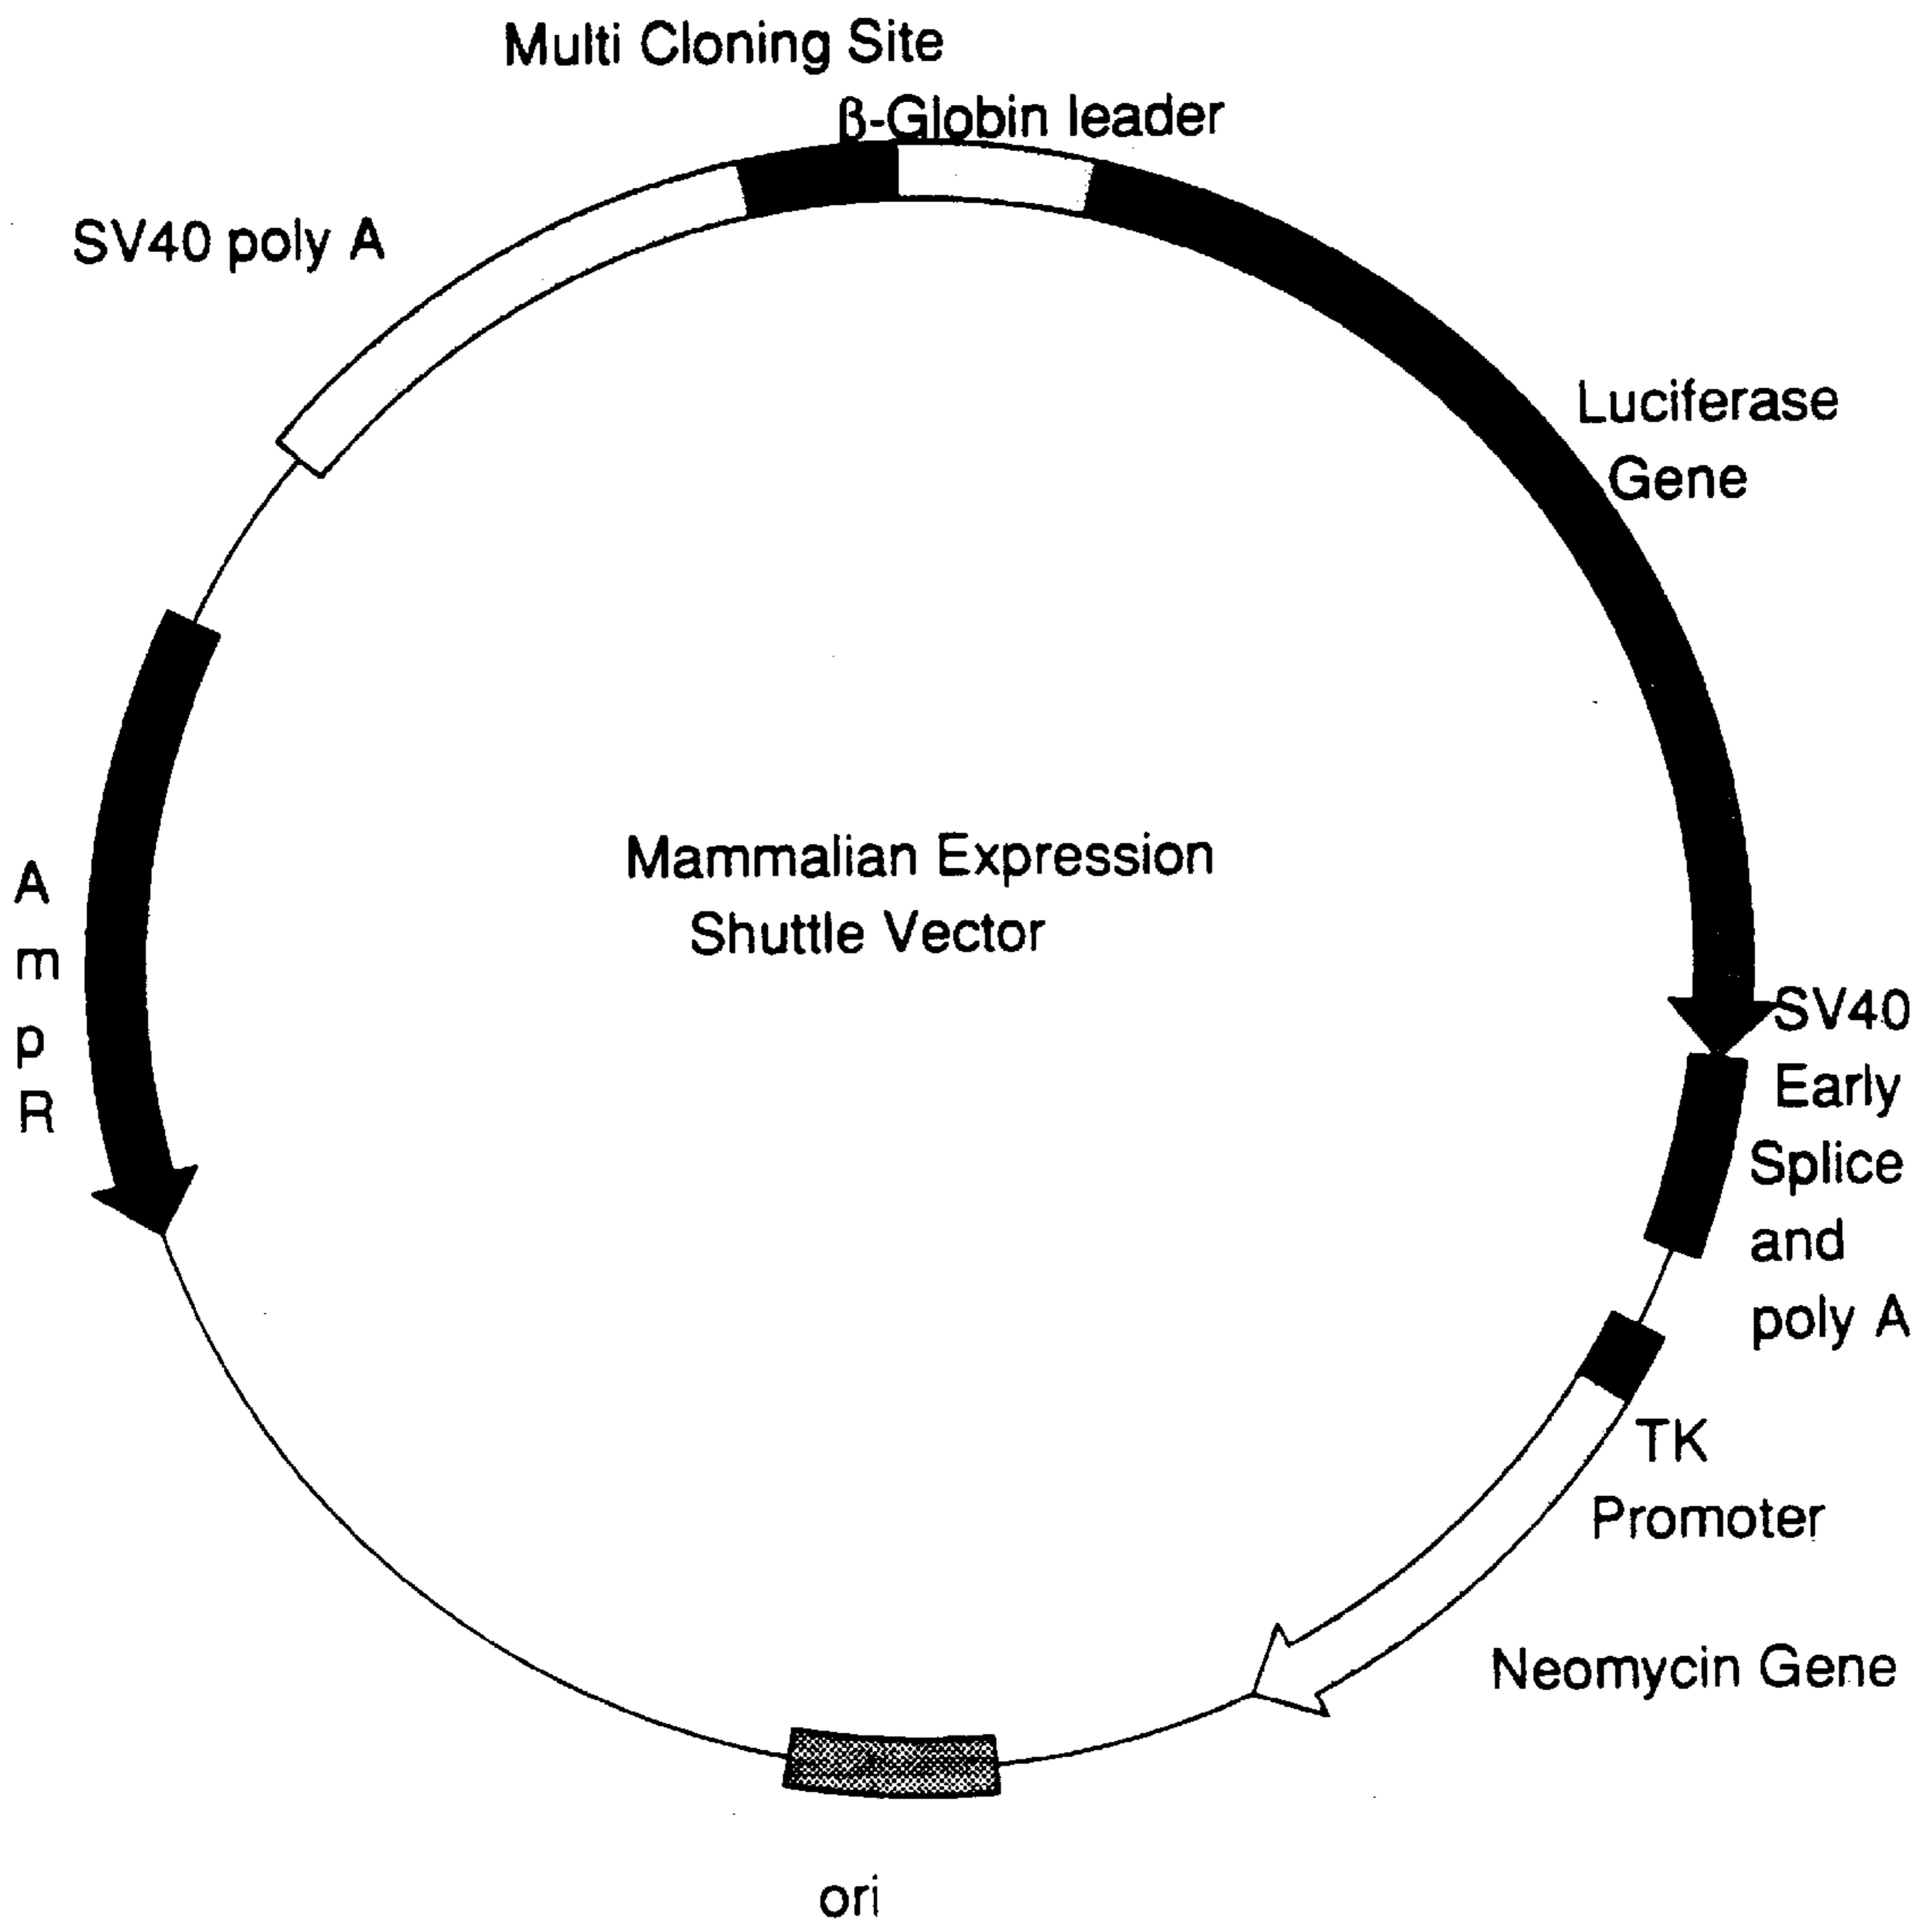 Multi Cloning Site
β-Globin leader
SV40 poly A
Luciferase
Gene
Mammalian Expression
Shuttle Vector
A
m
p
R
SV40
Early
Splice
and
poly A
TK
Promoter
Neomycin Gene
ori